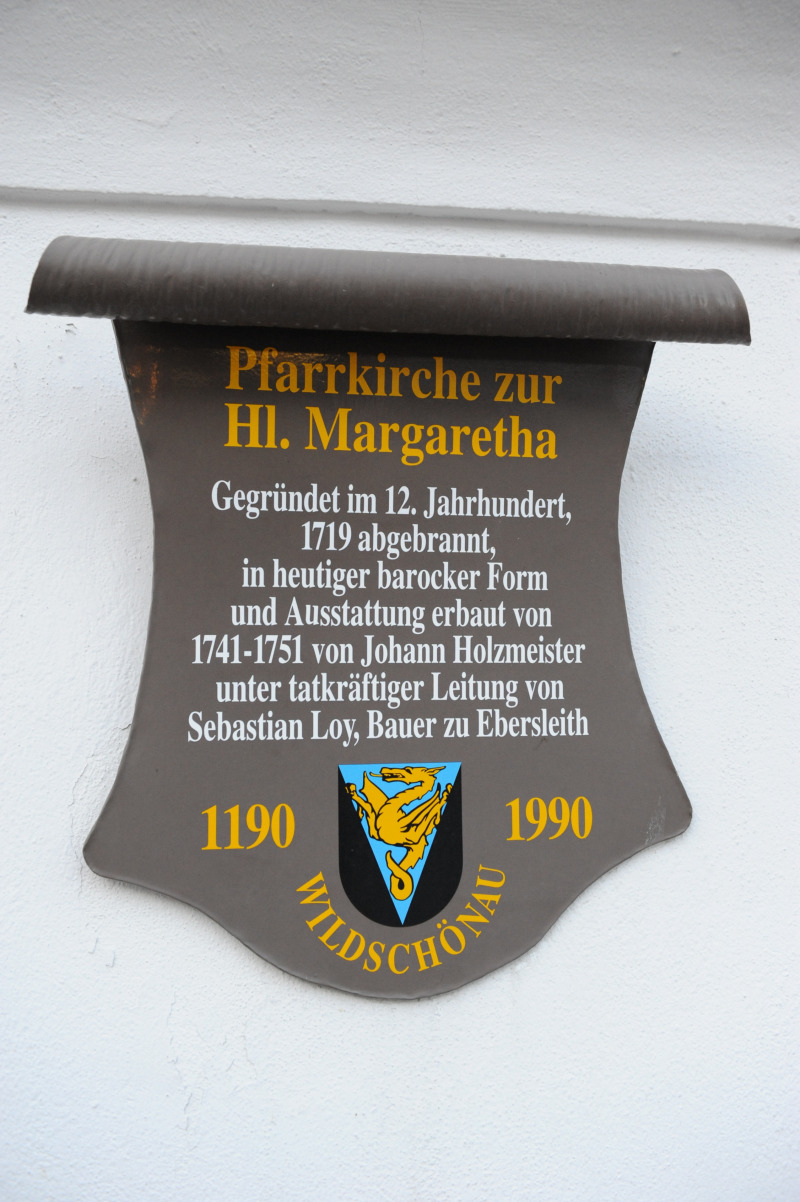 Pfarrkirche zur
Hl. Margaretha
Gegründet im 12. Jahrhundert,
1719 abgebrannt,
in heutiger barocker Form
und Ausstattung erbaut von
1741-1751 von Johann Holzmeister
unter tatkräftiger Leitung von
Sebastian Loy, Bauer zu Ebersleith
1190 1990
WILDSCHÖNAU